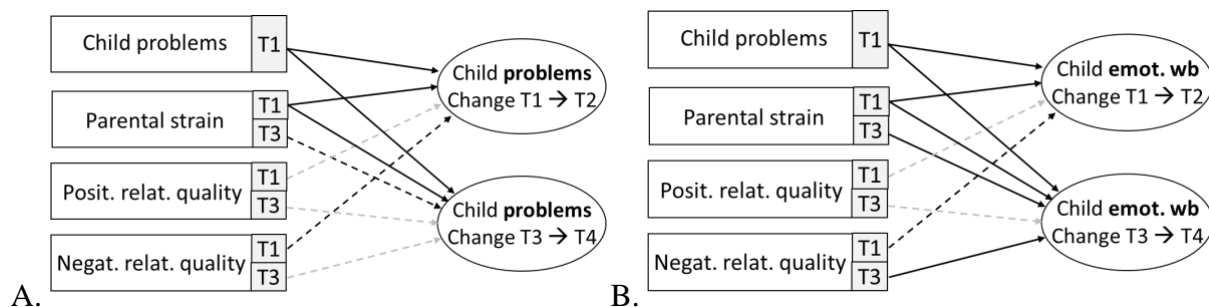 Child problems T1
Parental strain T1
T3
Posit. relat. quality T1
T3
Negat. relat. quality T1
T3
Child problems
Change T1 → T2
Child problems
Change T3 → T4
A.
Child problems T1
Parental strain T1
T3
Posit. relat. quality T1
T3
Negat. relat. quality T1
T3
Child emot. wb
Change T1 → T2
Child emot. wb
Change T3 → T4
B.